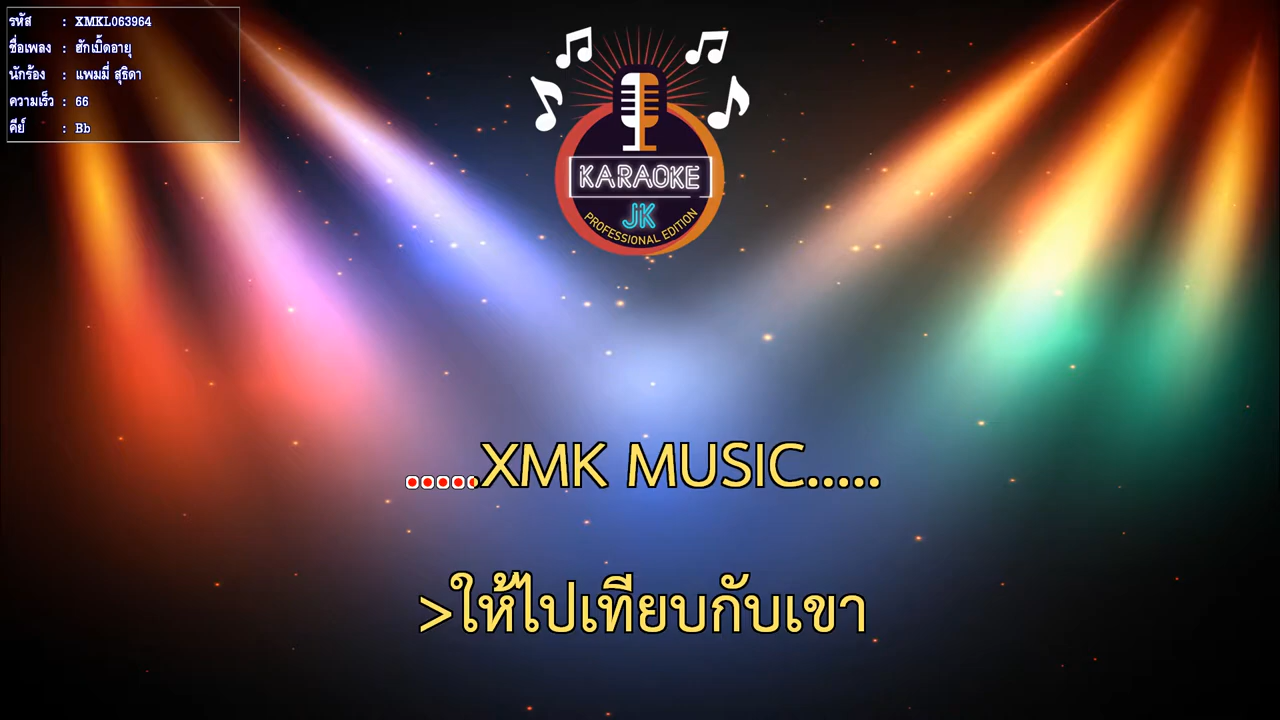 รหัส : XMKL063964
ชื่อเพลง : ฮักเบิ๊ดอายุ
นักร้อง : แพมมี่ สุธิดา
ความเร็ว : 66
คีย์ : Bb
KARAOKE
JK
PROFESSIONAL EDITION
.....XMK MUSIC.....
>ให้ไปเทียบกับเขา